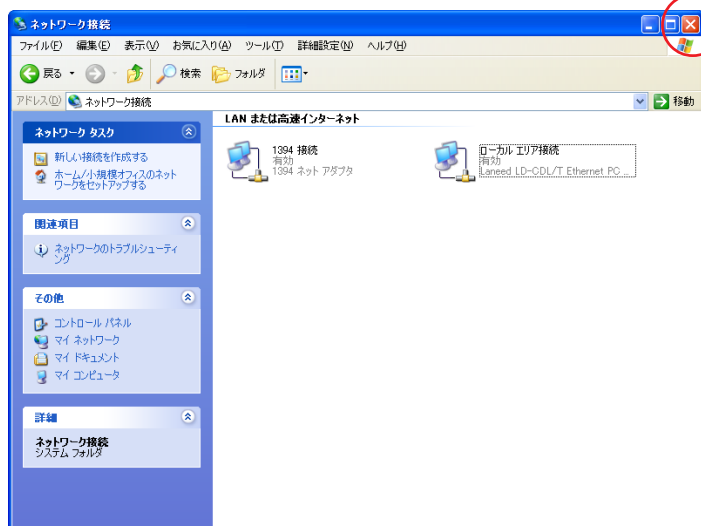 ネットワーク接続
ファイル(F) 編集(E) 表示(V) お気に入り(A) ツール(T) 詳細設定(N) ヘルプ(H)
戻る 検索 フォルダ
アドレス(D) ネットワーク接続 移動
ネットワーク タスク
新しい接続を作成する
ホーム/小規模オフィスのネット
ワークをセットアップする
関連項目
ネットワークのトラブルシューティ
ング
その他
コントロール パネル
マイ ネットワーク
マイ ドキュメント
マイ コンピュータ
詳細
ネットワーク接続
システム フォルダ
LAN または高速インターネット
1394 接続
有効
1394 ネット アダプタ
ローカル エリア接続
有効
Laneed LD-CDL/T Ethernet PC ...